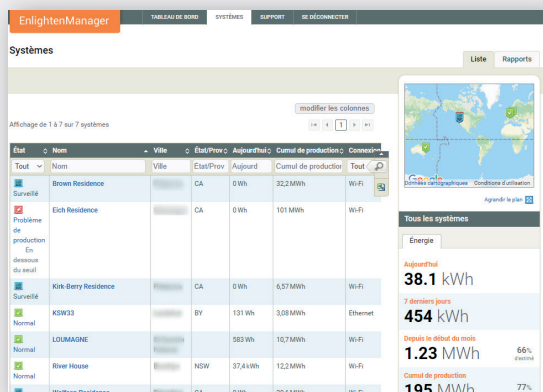 EnlightenManager
TABLEAU DE BORD SYSTÈMES SUPPORT SE DÉCONNECTER
Systèmes
Liste Rapports
modifier les colonnes
Affichage de 1 à 7 sur 7 systèmes
1
État Nom Ville État/Prov Aujourd'hui Cumul de production Connexion
Tout Nom Ville État/Prov Aujourd Cumul de production Tout
Surveillé Brown Residence CA 0 Wh 32,2 MWh Wi-Fi
Problème de production En dessous du seuil Eich Residence CA 0 Wh 101 MWh Wi-Fi
Surveillé Kirk-Berry Residence CA 0 Wh 6,57 MWh Wi-Fi
Normal KSW33 BY 131 Wh 3,08 MWh Ethernet
Normal LOUMAGNE 583 Wh 10,7 MWh Wi-Fi
Normal River House NSW 37,4 kWh 12,2 MWh Wi-Fi
Google
Données cartographiques Conditions d'utilisation
Agrandir le plan
Tous les systèmes
Énergie
Aujourd'hui
38.1 kWh
7 derniers jours
454 kWh
Depuis le début du mois
1.23 MWh 66%
d'estimé
Cumul de production
195 MWh 77%